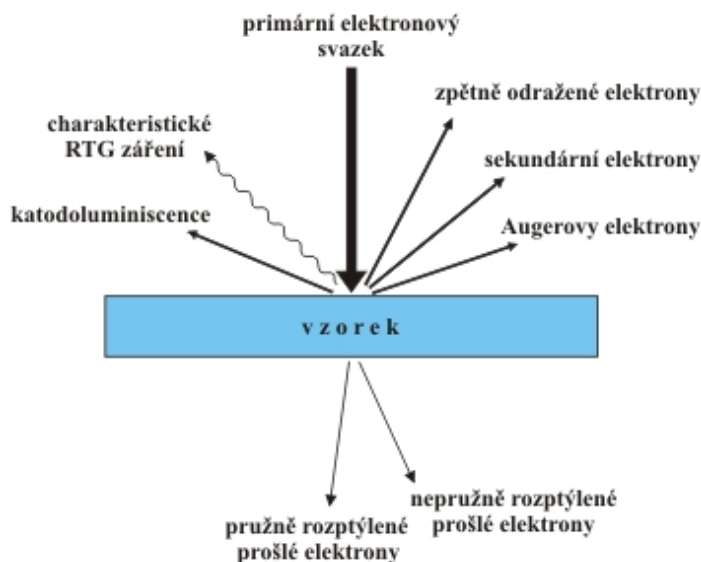 primární elektronový
svazek
zpětně odražené elektrony
charakteristické
RTG záření
sekundární elektrony
katodoluminiscence
Augerovy elektrony
vzorek
nepružně rozptýlené
prošlé elektrony
pružně rozptýlené
prošlé elektrony